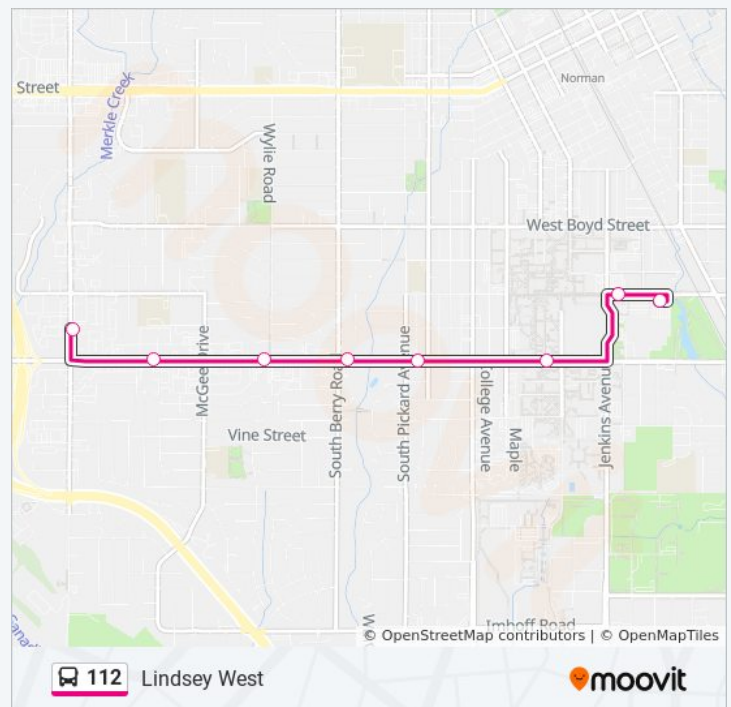 Norman
Street
Merkle Creek
Wylie Road
West Boyd Street
McGee Drive
South Berry Road
South Pickard Avenue
College Avenue
Maple
Jenkins Avenue
Vine Street
Imhoff Road
© OpenStreetMap contributors | © OpenMapTiles
112 Lindsey West
moovit